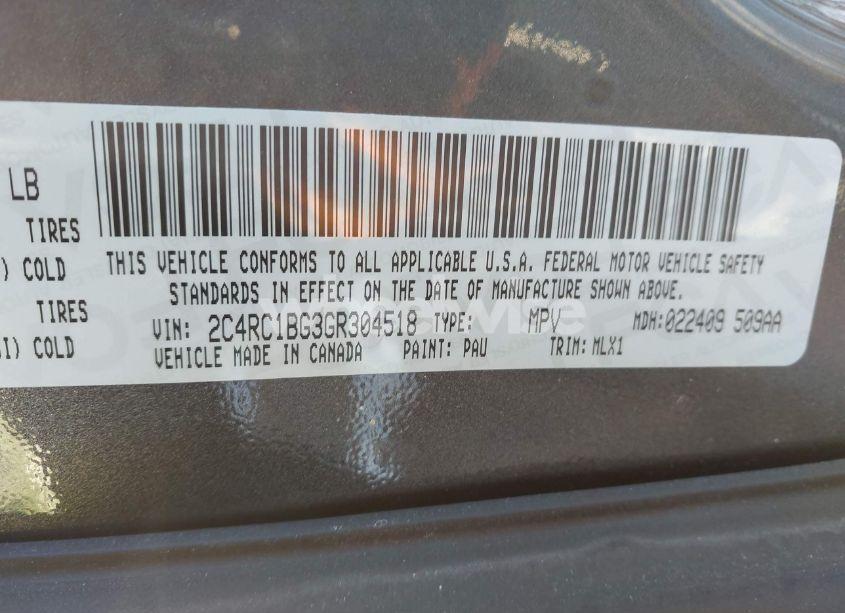 LB
TIRES
) COLD
TIRES
SI) COLD
THIS VEHICLE CONFORMS TO ALL APPLICABLE U.S.A. FEDERAL MOTOR VEHICLE SAFETY
STANDARDS IN EFFECT ON THE DATE OF MANUFACTURE SHOWN ABOVE.
VIN: 2C4RC1BG3GR304518 TYPE: MPV MDH:022409 509AA
VEHICLE MADE IN CANADA PAINT: PAU TRIM: MLX1